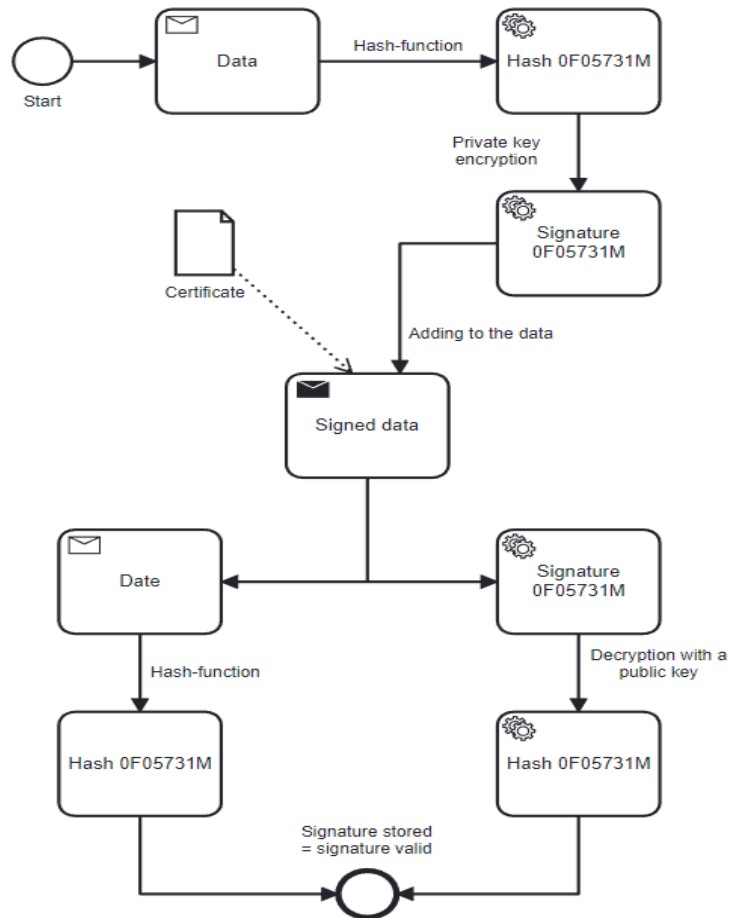 Data
Hash-function
Hash 0F05731M
Start
Private key
encryption
Signature
0F05731M
Certificate
Adding to the data
Signed data
Date
Signature
0F05731M
Hash-function
Decryption with a
public key
Hash 0F05731M
Hash 0F05731M
Signature stored
= signature valid